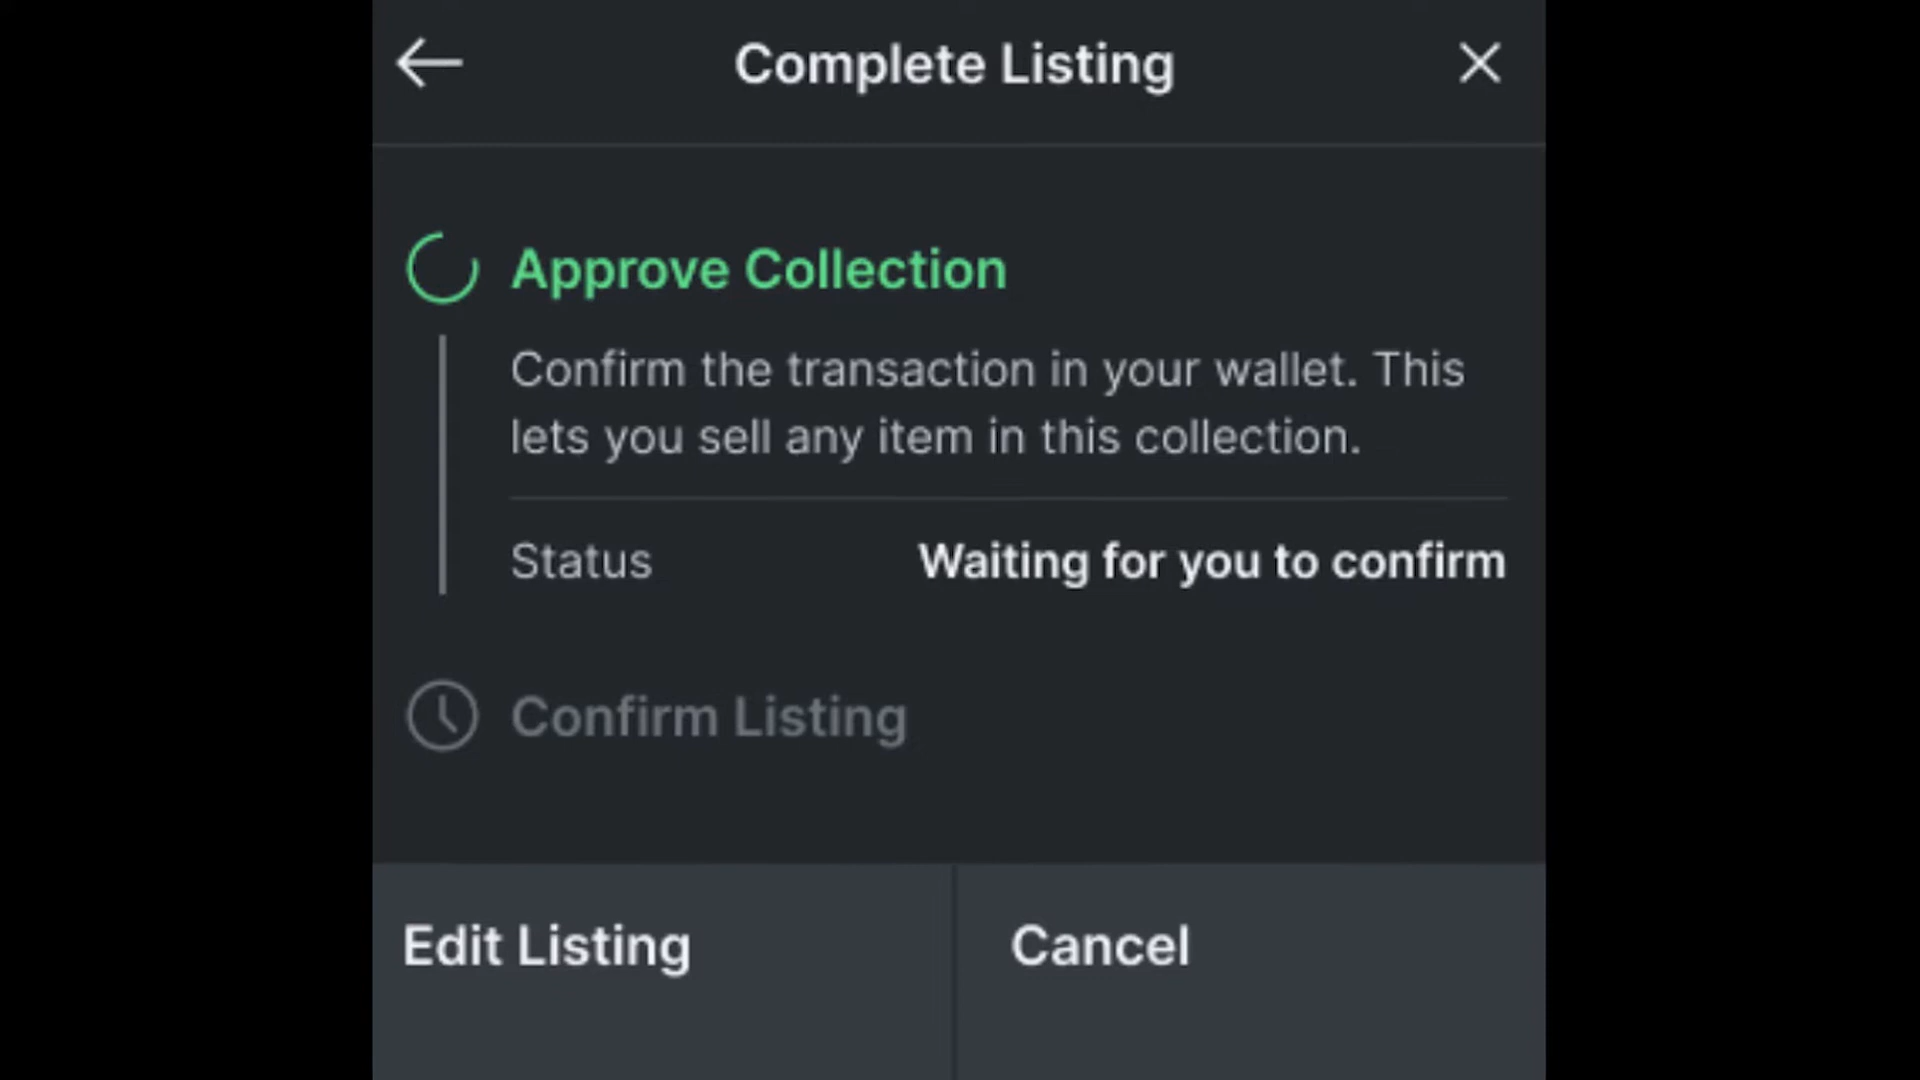 Complete Listing
Approve Collection
Confirm the transaction in your wallet. This
lets you sell any item in this collection.
Status Waiting for you to confirm
Confirm Listing
Edit Listing Cancel